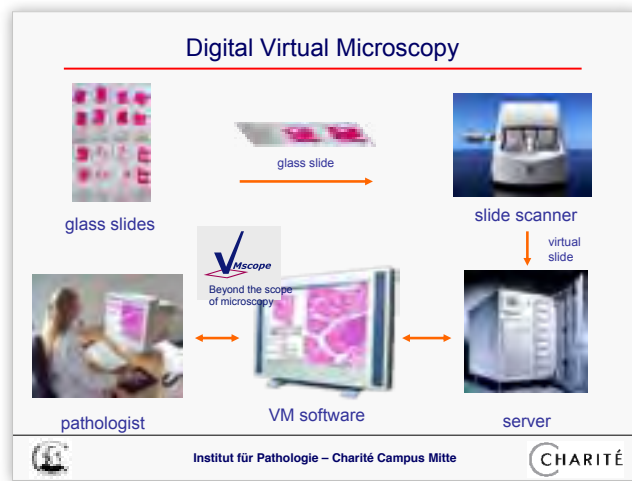 Digital Virtual Microscopy
glass slide
glass slides
slide scanner
virtual
slide
VMscope
Beyond the scope
of microscopy
pathologist
VM software
server
Institut für Pathologie – Charité Campus Mitte
CHARITÉ